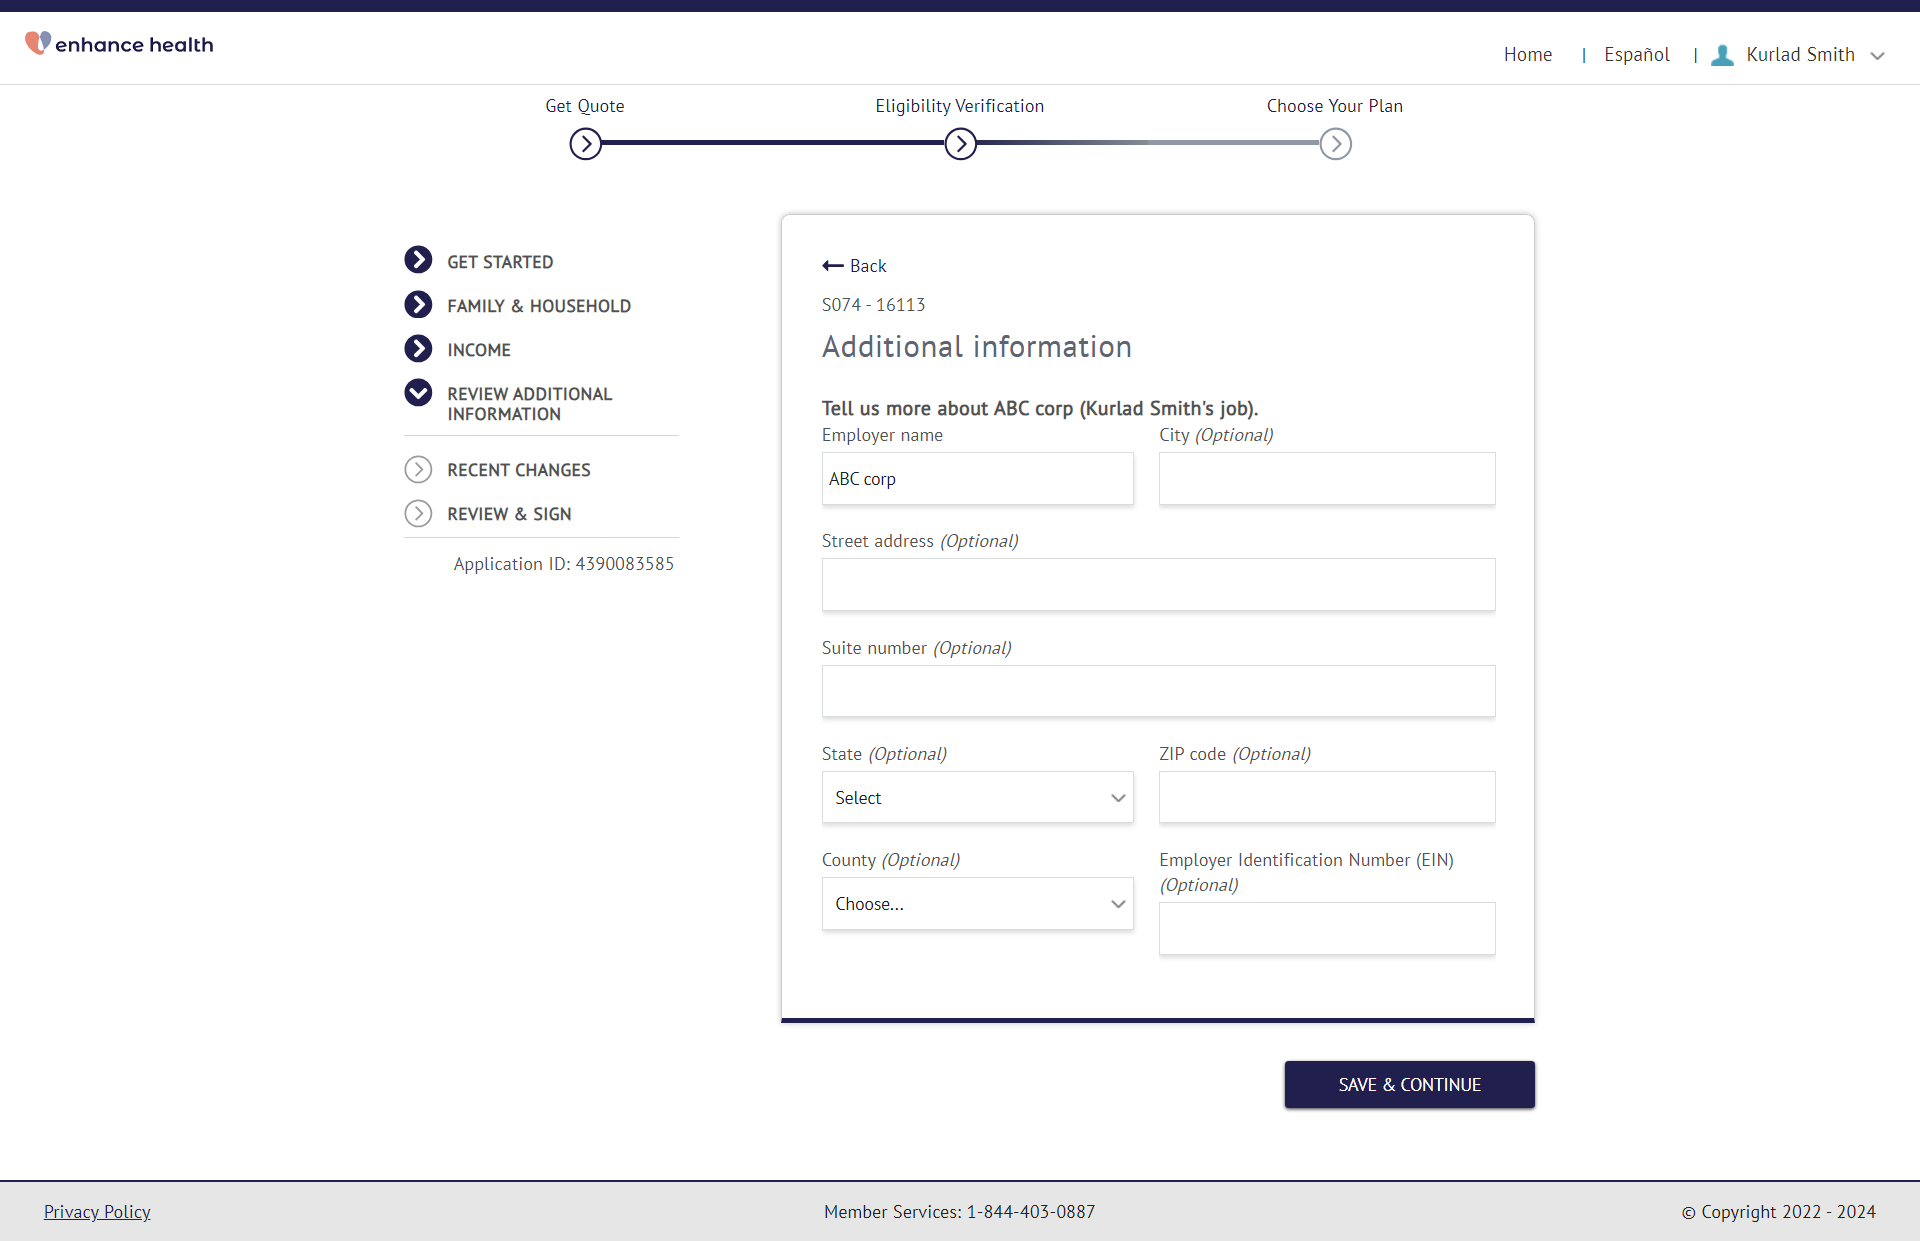 enhance health
Home | Español | Kurlad Smith
Get Quote
Eligibility Verification
Choose Your Plan
GET STARTED
FAMILY & HOUSEHOLD
INCOME
REVIEW ADDITIONAL
INFORMATION
RECENT CHANGES
REVIEW & SIGN
Application ID: 4390083585
Back
S074 - 16113
Additional information
Tell us more about ABC corp (Kurlad Smith's job).
Employer name
ABC corp
City (Optional)
Street address (Optional)
Suite number (Optional)
State (Optional)
Select
ZIP code (Optional)
County (Optional)
Choose...
Employer Identification Number (EIN)
(Optional)
SAVE & CONTINUE
Privacy Policy
Member Services: 1-844-403-0887
© Copyright 2022 - 2024